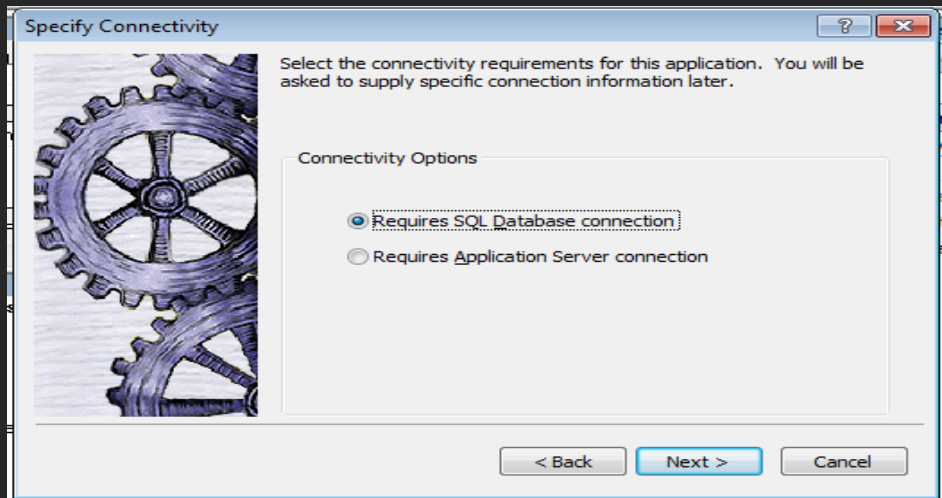 Specify Connectivity
Select the connectivity requirements for this application. You will be
asked to supply specific connection information later.
Connectivity Options
Requires SQL Database connection
Requires Application Server connection
< Back
Next >
Cancel